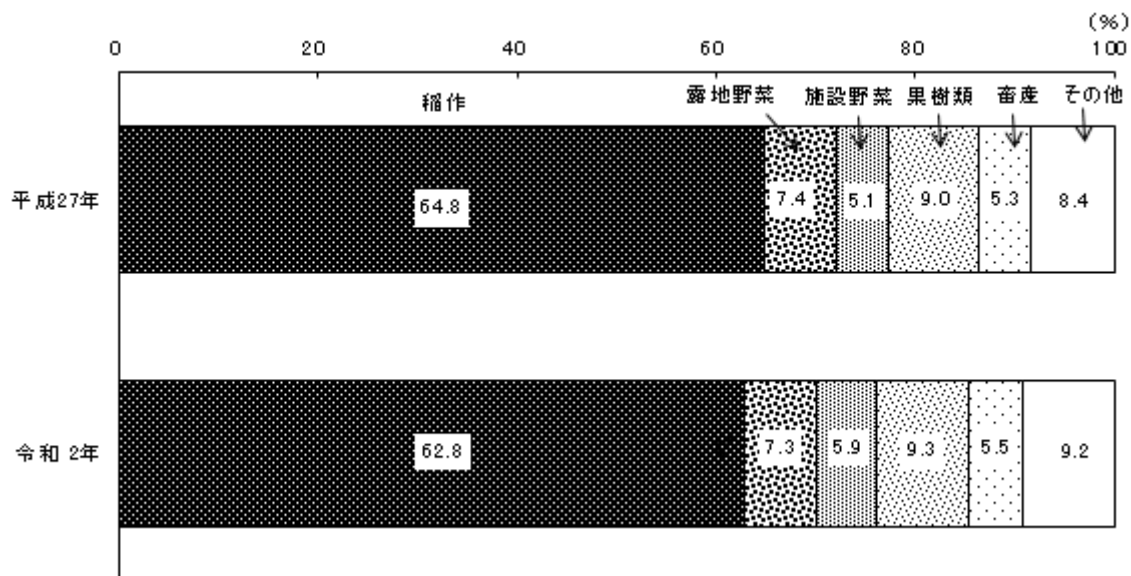 (%)
0 20 40 60 80 100
稲作 露地野菜 施設野菜 果樹類 畜産 その他
平成27年 64.8 7.4 5.1 9.0 5.3 8.4
令和 2年 62.8 7.3 5.9 9.3 5.5 9.2